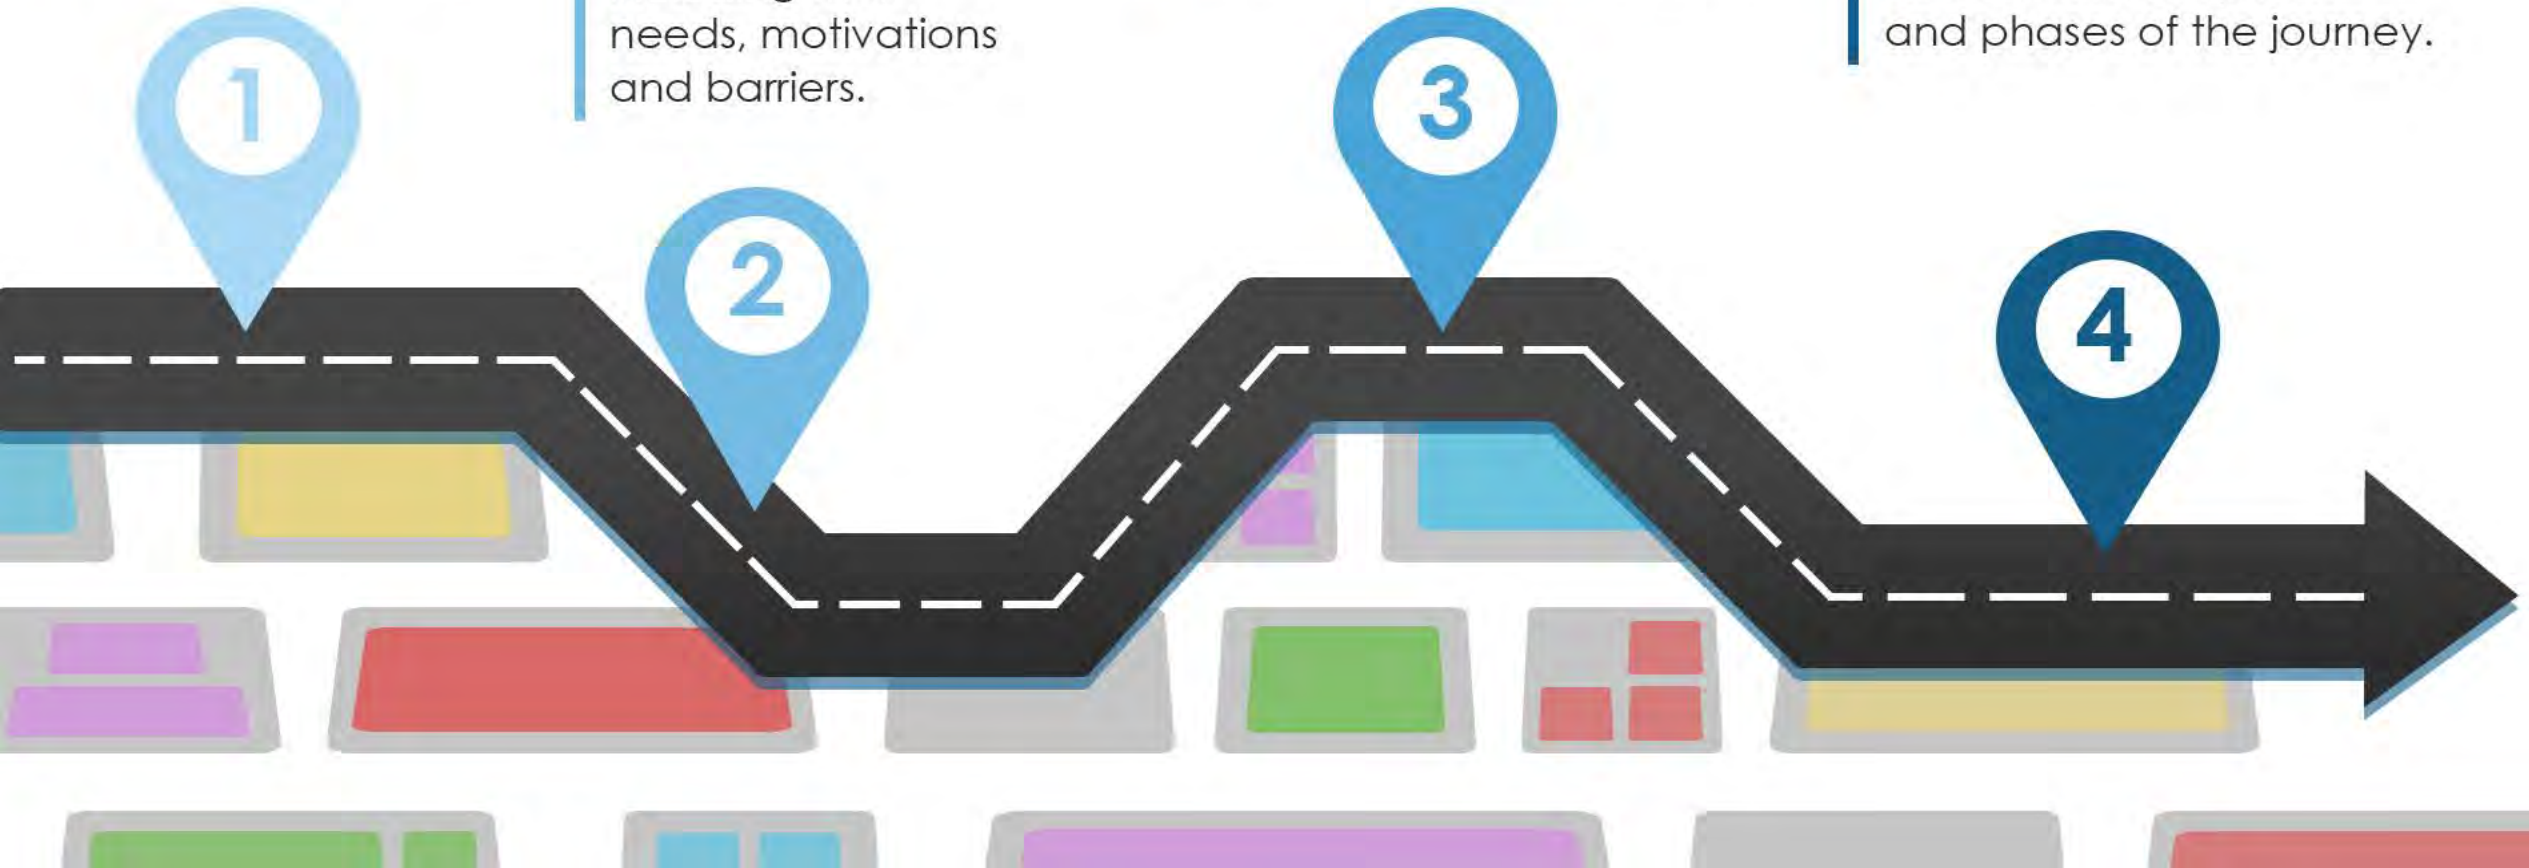 needs, motivations
and barriers.
and phases of the journey.
1
2
3
4